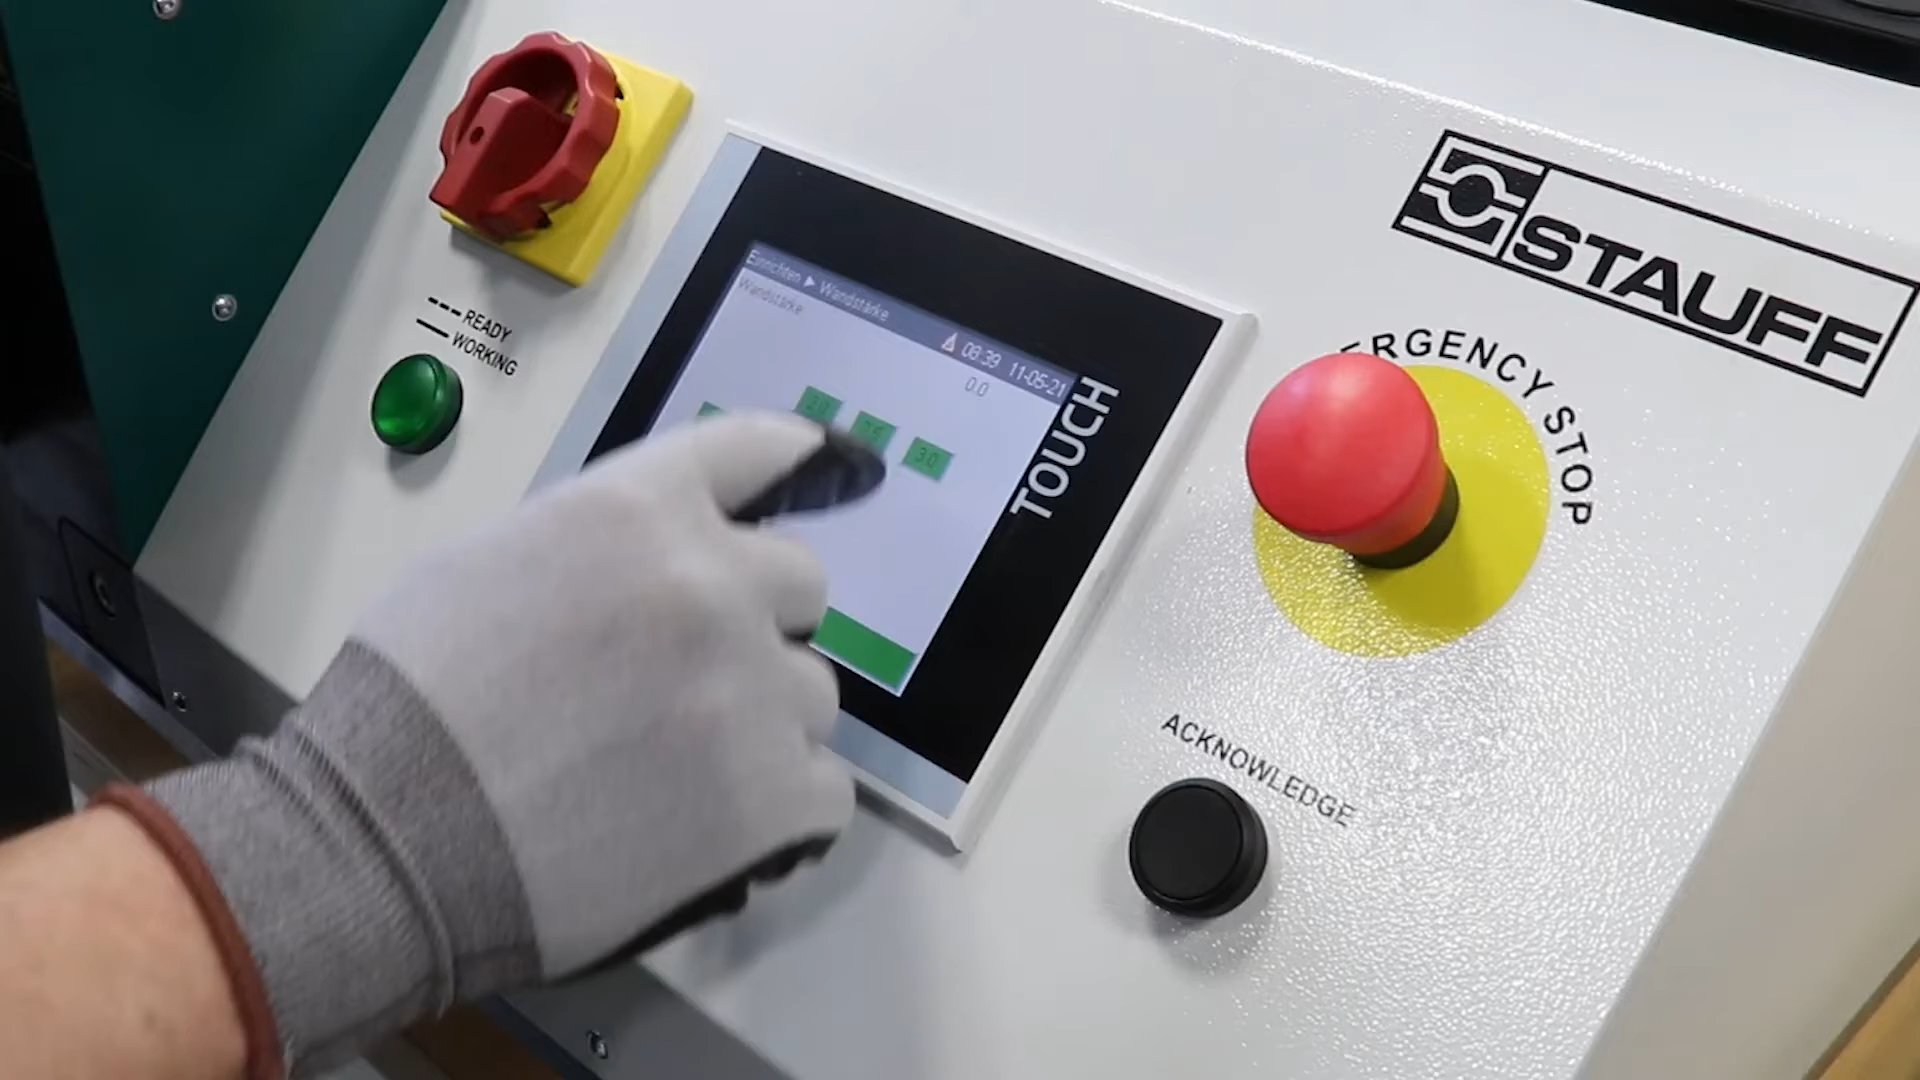 STAUFF
ERGENCY STOP
READY
WORKING
Einrichten ▶ Wandstärke
08:39 11-05-21
Wandstärke
0.0
3.0
TOUCH
ACKNOWLEDGE